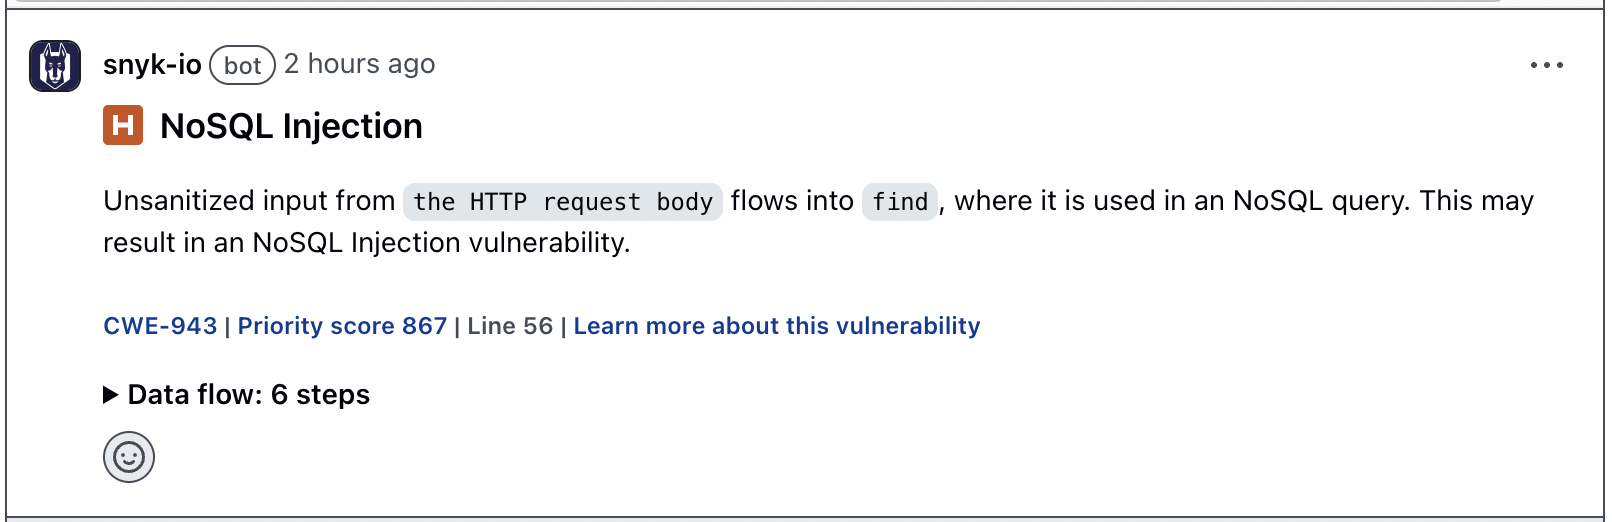 snyk-io bot 2 hours ago
H NoSQL Injection
Unsanitized input from the HTTP request body flows into find, where it is used in an NoSQL query. This may
result in an NoSQL Injection vulnerability.
CWE-943 | Priority score 867 | Line 56 | Learn more about this vulnerability
Data flow: 6 steps